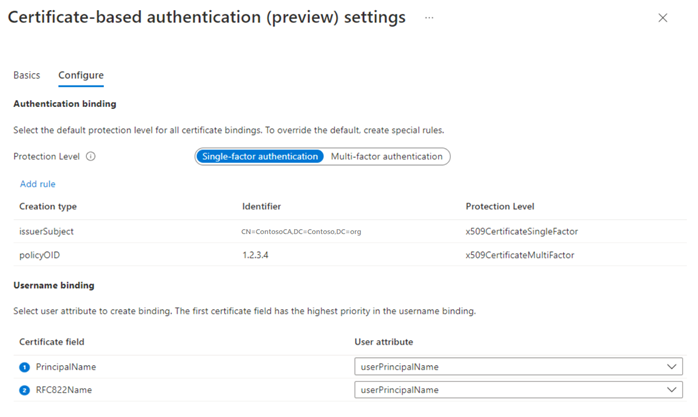 Certificate-based authentication (preview) settings ...
Basics Configure
Authentication binding
Select the default protection level for all certificate bindings. To override the default, create special rules.
Protection Level Single-factor authentication Multi-factor authentication
Add rule
Creation type Identifier Protection Level
issuerSubject CN=ContosoCA,DC=Contoso,DC=org x509CertificateSingleFactor
policyOID 1.2.3.4 x509CertificateMultiFactor
Username binding
Select user attribute to create binding. The first certificate field has the highest priority in the username binding.
Certificate field User attribute
1 PrincipalName userPrincipalName
2 RFC822Name userPrincipalName